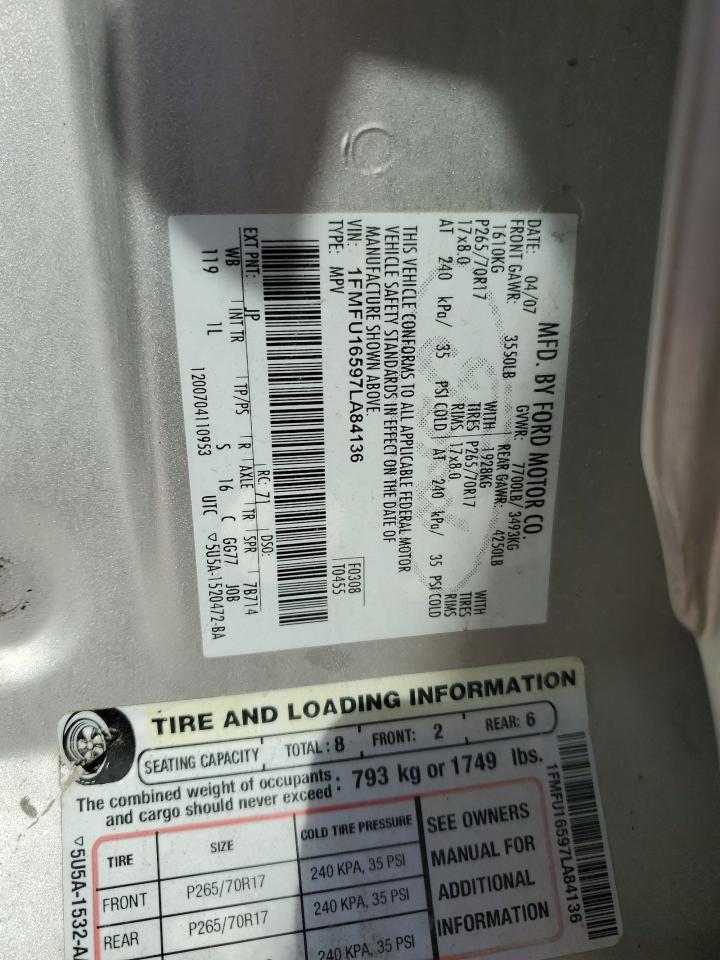 MFD. BY FORD MOTOR CO.
DATE: 04/07 GVWR: 7700LB/ 3493KG
FRONT GAWR: 3550LB REAR GAWR: 4250LB
1610KG WITH 1928KG WITH
P265/70R17 TIRES P265/70R17 TIRES
17x8.0 RIMS 17x8.0 RIMS
AT 240 kPa/ 35 PSI COLD AT 240 kPa/ 35 PSI COLD
THIS VEHICLE CONFORMS TO ALL APPLICABLE FEDERAL MOTOR
VEHICLE SAFETY STANDARDS IN EFFECT ON THE DATE OF
MANUFACTURE SHOWN ABOVE.
VIN: 1FMFU16597LA84136 F0308
TYPE: MPV T0455
EXT PNT: JP RC: 71 DSO:
WB INT TR TP/PS R AXLE TR SPR 7B714
119 1L S 16 C GG77 JOB
1200704110953 UTC ▽5U5A-1520472-BA
TIRE AND LOADING INFORMATION
SEATING CAPACITY TOTAL: 8 FRONT: 2 REAR: 6
The combined weight of occupants
and cargo should never exceed : 793 kg or 1749 lbs.
TIRE SIZE COLD TIRE PRESSURE
FRONT P265/70R17 240 KPA, 35 PSI
REAR P265/70R17 240 KPA, 35 PSI
240 KPA, 35 PSI
SEE OWNERS
MANUAL FOR
ADDITIONAL
INFORMATION
1FMFU16597LA84136
▽5U5A-1532-A